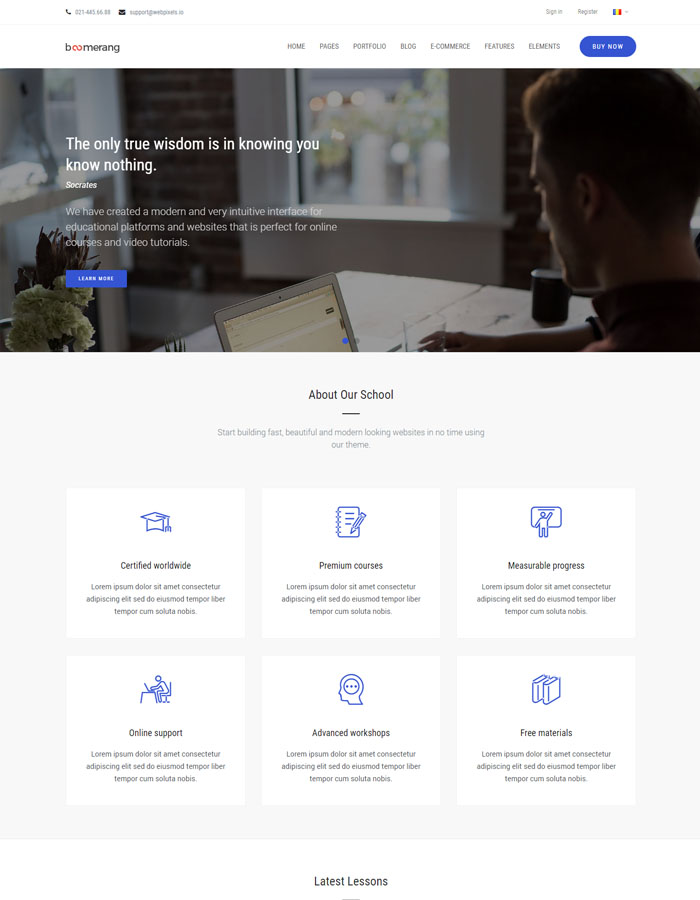 021-445.66.88 support@webpixels.io Sign in Register
boomerang HOME PAGES PORTFOLIO BLOG E-COMMERCE FEATURES ELEMENTS BUY NOW
The only true wisdom is in knowing you
know nothing.
Socrates
We have created a modern and very intuitive interface for
educational platforms and websites that is perfect for online
courses and video tutorials.
LEARN MORE
About Our School
Start building fast, beautiful and modern looking websites in no time using
our theme.
Certified worldwide
Lorem ipsum dolor sit amet consectetur
adipiscing elit sed do eiusmod tempor liber
tempor cum soluta nobis.
Premium courses
Lorem ipsum dolor sit amet consectetur
adipiscing elit sed do eiusmod tempor liber
tempor cum soluta nobis.
Measurable progress
Lorem ipsum dolor sit amet consectetur
adipiscing elit sed do eiusmod tempor liber
tempor cum soluta nobis.
Online support
Lorem ipsum dolor sit amet consectetur
adipiscing elit sed do eiusmod tempor liber
tempor cum soluta nobis.
Advanced workshops
Lorem ipsum dolor sit amet consectetur
adipiscing elit sed do eiusmod tempor liber
tempor cum soluta nobis.
Free materials
Lorem ipsum dolor sit amet consectetur
adipiscing elit sed do eiusmod tempor liber
tempor cum soluta nobis.
Latest Lessons